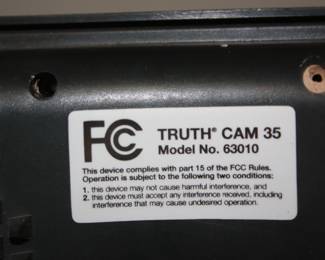 FC TRUTH® CAM 35
Model No. 63010
This device complies with part 15 of the FCC Rules.
Operation is subject to the following two conditions:
1. this device may not cause harmful interference, and
2. this device must accept any interference received, including
interference that may cause undesired operation.